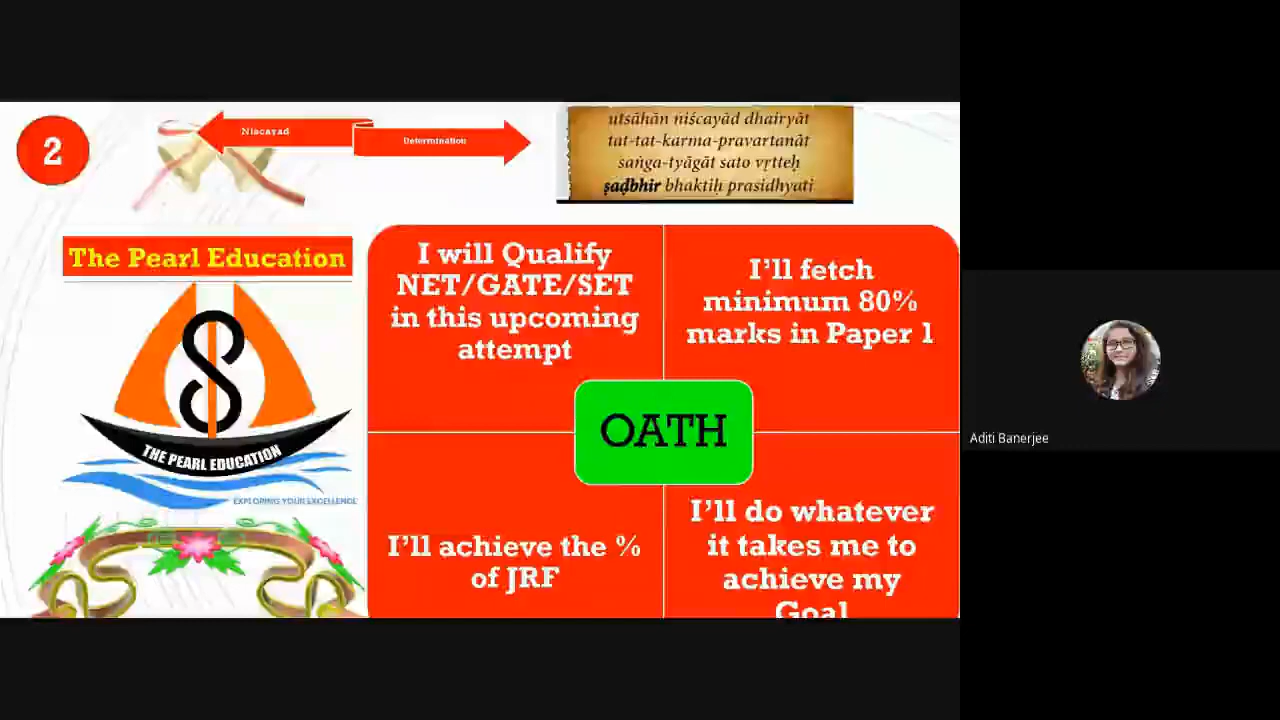 2
Niscayad
Determination
utsāhān niścayād dhairyāt
tat-tat-karma-pravartanāt
saṅga-tyāgāt sato vṛtteḥ
ṣaḍbhir bhaktiḥ prasidhyati
The Pearl Education
THE PEARL EDUCATION
EXPLORING YOUR EXCELLENCE
I will Qualify
NET/GATE/SET
in this upcoming
attempt
I'll fetch
minimum 80%
marks in Paper 1
OATH
I'll achieve the %
of JRF
I'll do whatever
it takes me to
achieve my
Goal
Aditi Banerjee